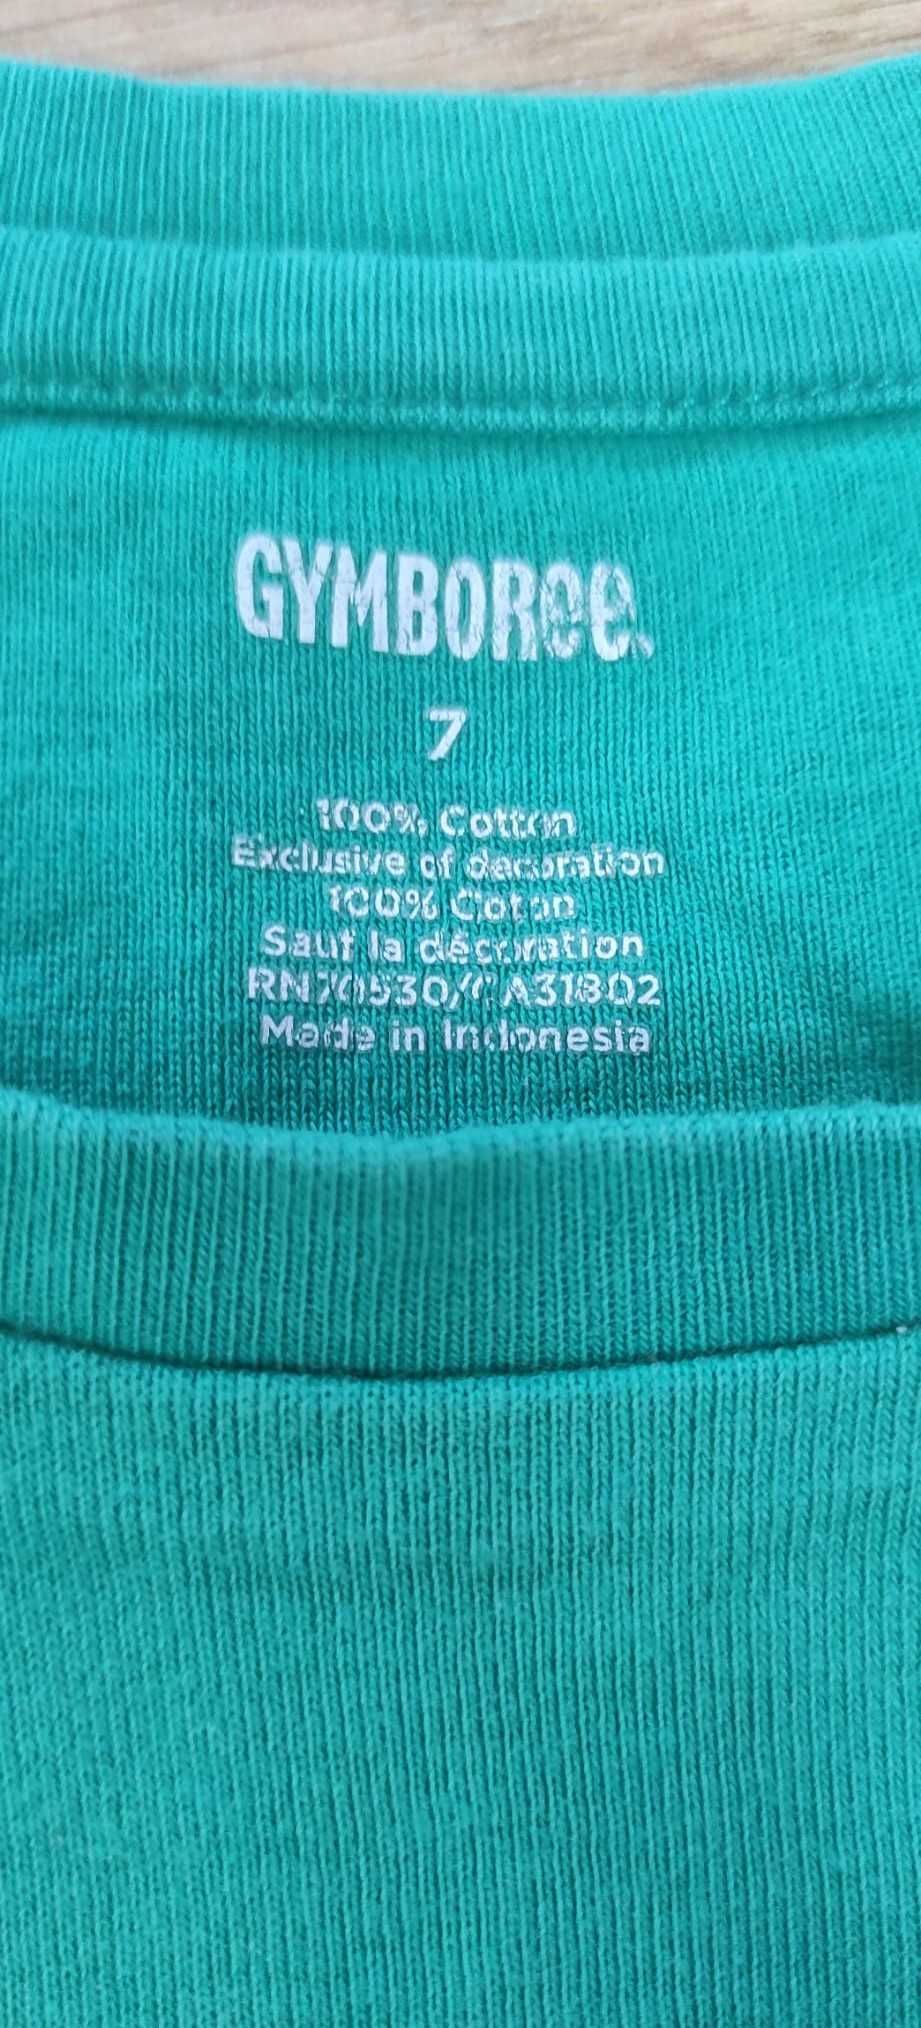 GYMBOREE
7
100% Cotton
Exclusive of decoration
100% Coton
Sauf la décoration
RN70530/CA31802
Made in Indonesia